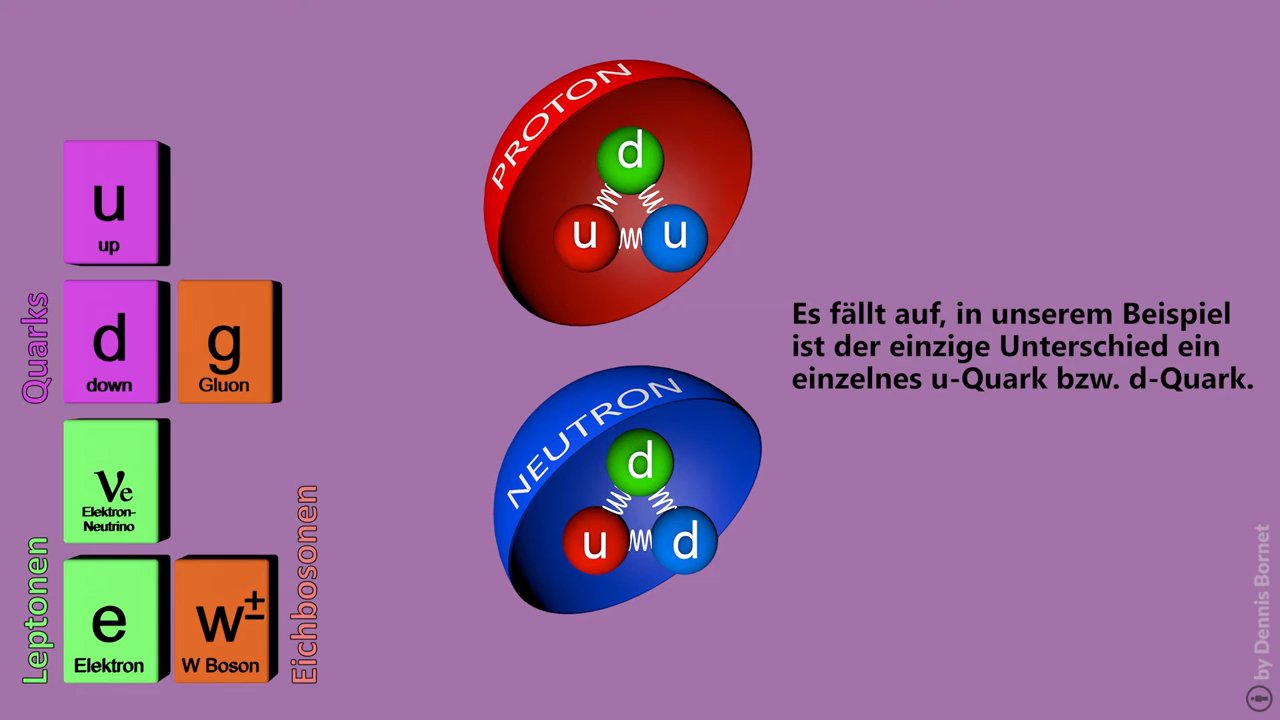 u
up
Quarks
d
down
g
Gluon
νe
Elektron-
Neutrino
Leptonen
e
Elektron
W±
W Boson
Eichbosonen
PROTON
d
u
u
NEUTRON
d
u
d
Es fällt auf, in unserem Beispiel
ist der einzige Unterschied ein
einzelnes u-Quark bzw. d-Quark.
by Dennis Bornet